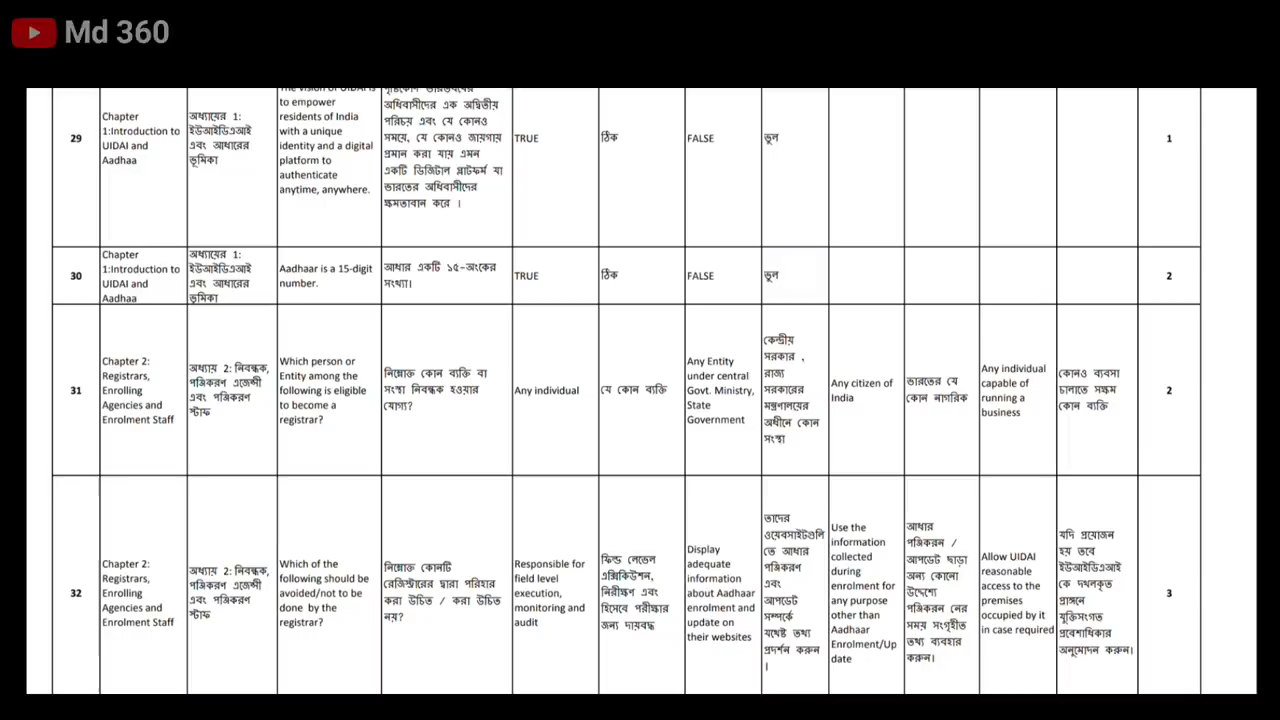 Md 360
29
Chapter
1:Introduction to
UIDAI and
Aadhaa
অধ্যায়ের 1:
ইউআইডিএআই
এবং আধারের
ভূমিকা
The vision of UIDAI is
to empower
residents of India
with a unique
identity and a digital
platform to
authenticate
anytime, anywhere.
অধিবাসীদের এক অদ্বিতীয়
পরিচয় এবং যে কোনও
সময়ে, যে কোনও জায়গায়
প্রমান করা যায় এমন
একটি ডিজিটাল প্লাটফর্ম যা
ভারতের অধিবাসীদের
ক্ষমতাবান করে ।
TRUE
ঠিক
FALSE
ভুল
1
30
Chapter
1:Introduction to
UIDAI and
Aadhaa
অধ্যায়ের 1:
ইউআইডিএআই
এবং আধারের
ভূমিকা
Aadhaar is a 15-digit
number.
আধার একটি ১৫-অংকের
সংখ্যা।
TRUE
ঠিক
FALSE
ভুল
2
31
Chapter 2:
Registrars,
Enrolling
Agencies and
Enrolment Staff
অধ্যায় 2: নিবন্ধক,
পঞ্জিকরণ এজেন্সী
এবং পঞ্জিকরণ
স্টাফ
Which person or
Entity among the
following is eligible
to become a
registrar?
নিম্নোক্ত কোন ব্যক্তি বা
সংস্থা নিবন্ধক হওয়ার
যোগ্য?
Any individual
যে কোন ব্যক্তি
Any Entity
under central
Govt. Ministry,
State
Government
কেন্দ্রীয়
সরকার ,
রাজ্য
সরকারের
মন্ত্রণালয়ের
অধীনে কোন
সংস্থা
Any citizen of
India
ভারতের যে
কোন নাগরিক
Any individual
capable of
running a
business
কোনও ব্যবসা
চালাতে সক্ষম
কোন ব্যক্তি
2
32
Chapter 2:
Registrars,
Enrolling
Agencies and
Enrolment Staff
অধ্যায় 2: নিবন্ধক,
পঞ্জিকরণ এজেন্সী
এবং পঞ্জিকরণ
স্টাফ
Which of the
following should be
avoided/not to be
done by the
registrar?
নিম্নোক্ত কোনটি
রেজিস্ট্রারের দ্বারা পরিহার
করা উচিত / করা উচিত
নয়?
Responsible for
field level
execution,
monitoring and
audit
ফিল্ড লেভেল
এক্সিকিউশন,
নিরীক্ষণ এবং
হিসেবে পরীক্ষার
জন্য দায়বদ্ধ
Display
adequate
information
about Aadhaar
enrolment and
update on
their websites
তাদের
ওয়েবসাইটগুলি
তে আধার
পঞ্জিকরণ
এবং
আপডেট
সম্পর্কে
যথেষ্ট তথ্য
প্রদর্শন করুন
।
Use the
information
collected
during
enrolment for
any purpose
other than
Aadhaar
Enrolment/Up
date
আধার
পঞ্জিকরন /
আপডেট ছাড়া
অন্য কোনো
উদ্দেশ্যে
পঞ্জিকরন নের
সময় সংগৃহীত
তথ্য ব্যবহার
করুন।
Allow UIDAI
reasonable
access to the
premises
occupied by it
in case required
যদি প্রয়োজন
হয় তবে
ইউআইডিএআই
কে দখলকৃত
প্রাঙ্গনে
যুক্তিসংগত
প্রবেশাধিকার
অনুমোদন করুন।
3